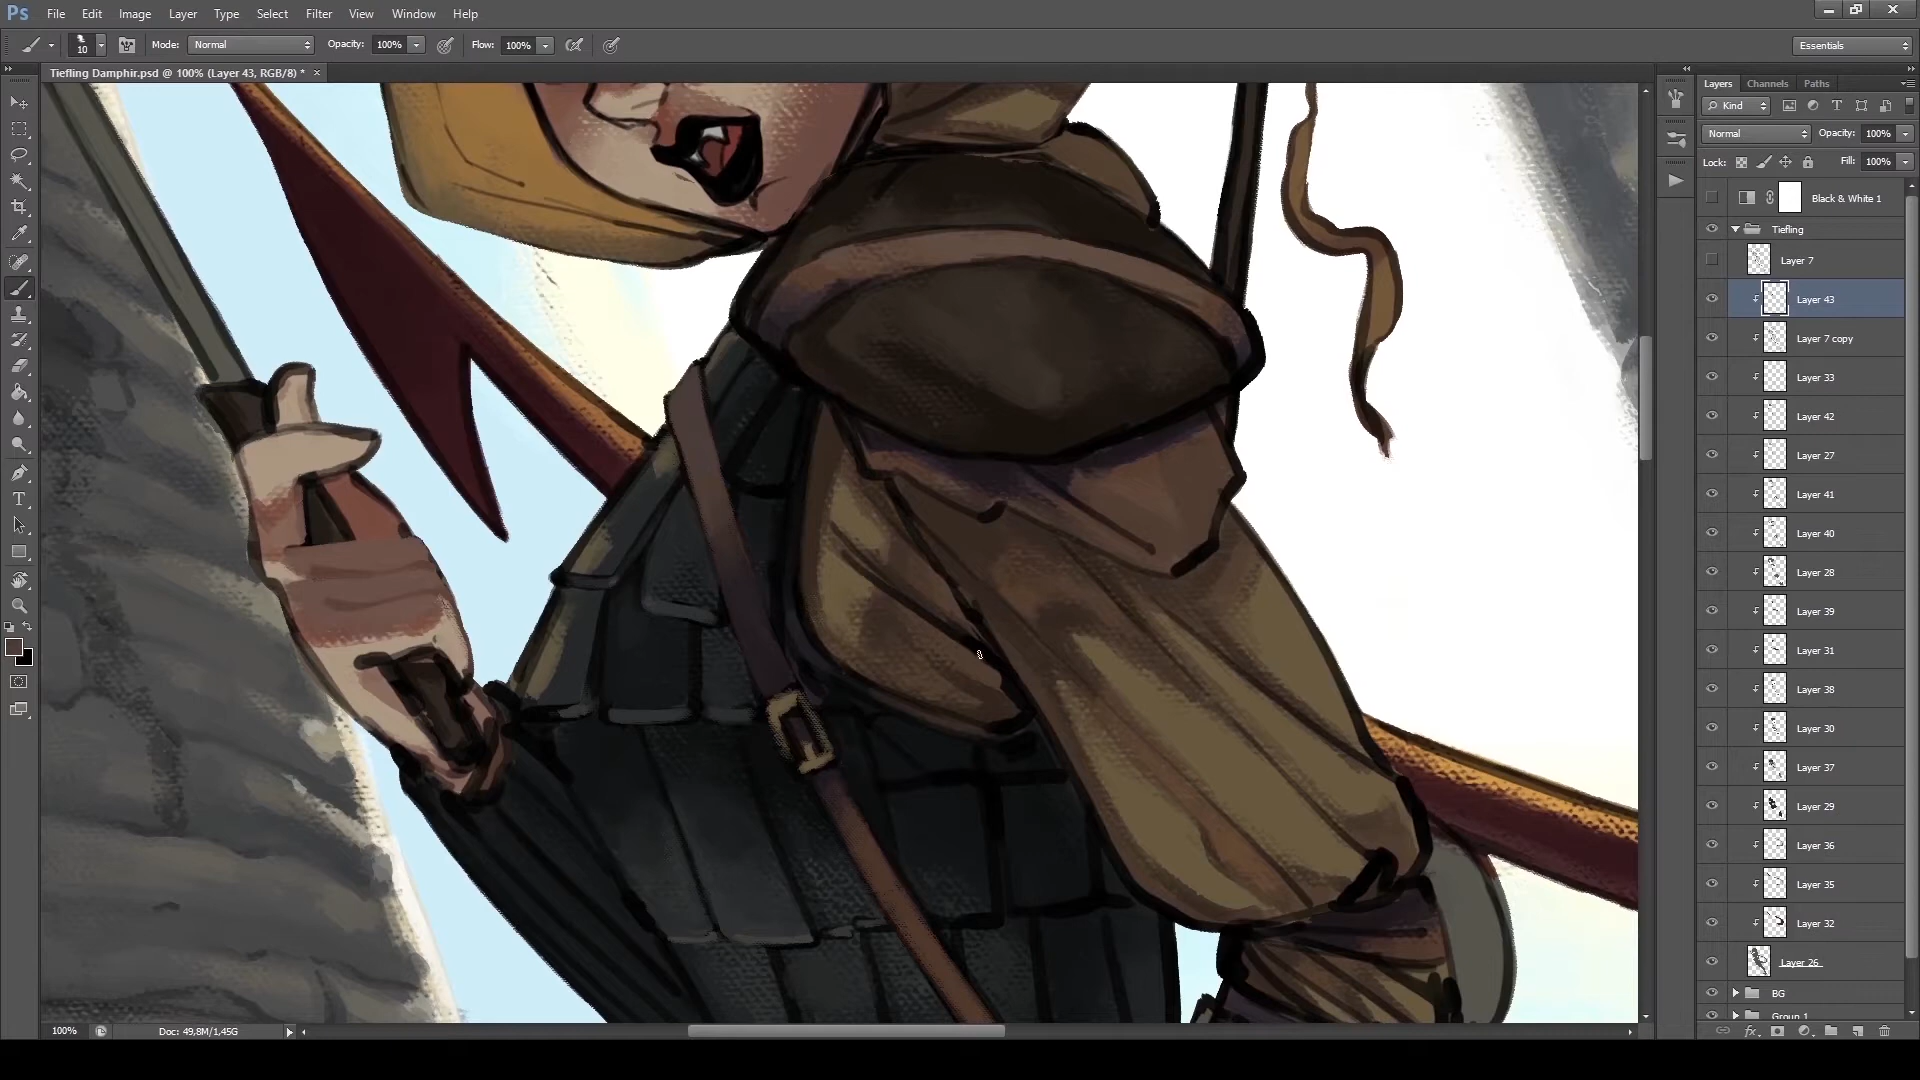 Ps File Edit Image Layer Type Select Filter View Window Help
10 Mode: Normal Opacity: 100% Flow: 100% Essentials
Tiefling Damphir.psd @ 100% (Layer 43, RGB/8) * ×
Layers Channels Paths
Kind
Normal Opacity: 100%
Lock: Fill: 100%
Black & White 1
Tiefling
Layer 7
Layer 43
Layer 7 copy
Layer 33
Layer 42
Layer 27
Layer 41
Layer 40
Layer 28
Layer 39
Layer 31
Layer 38
Layer 30
Layer 37
Layer 29
Layer 36
Layer 35
Layer 32
Layer 26
BG
Group 1
100% Doc: 49,8M/1,45G